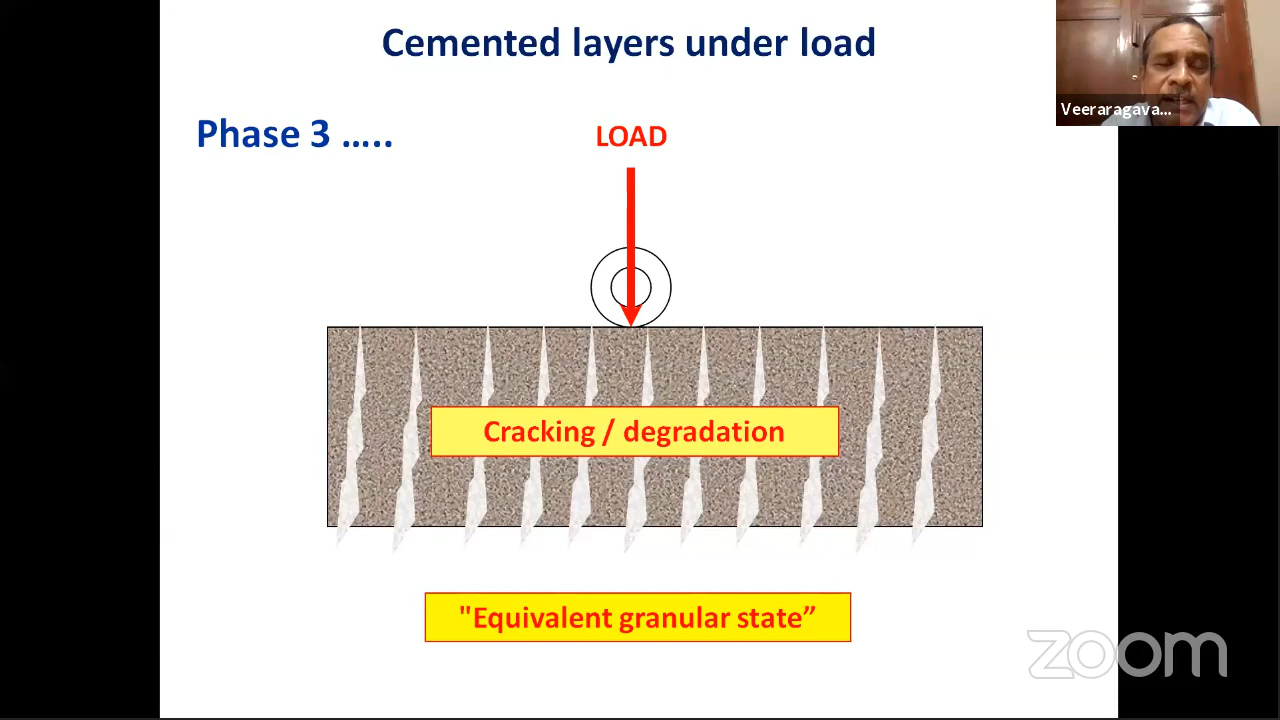 Cemented layers under load
Veeraragava...
Phase 3 .....
LOAD
Cracking / degradation
"Equivalent granular state”
zoom